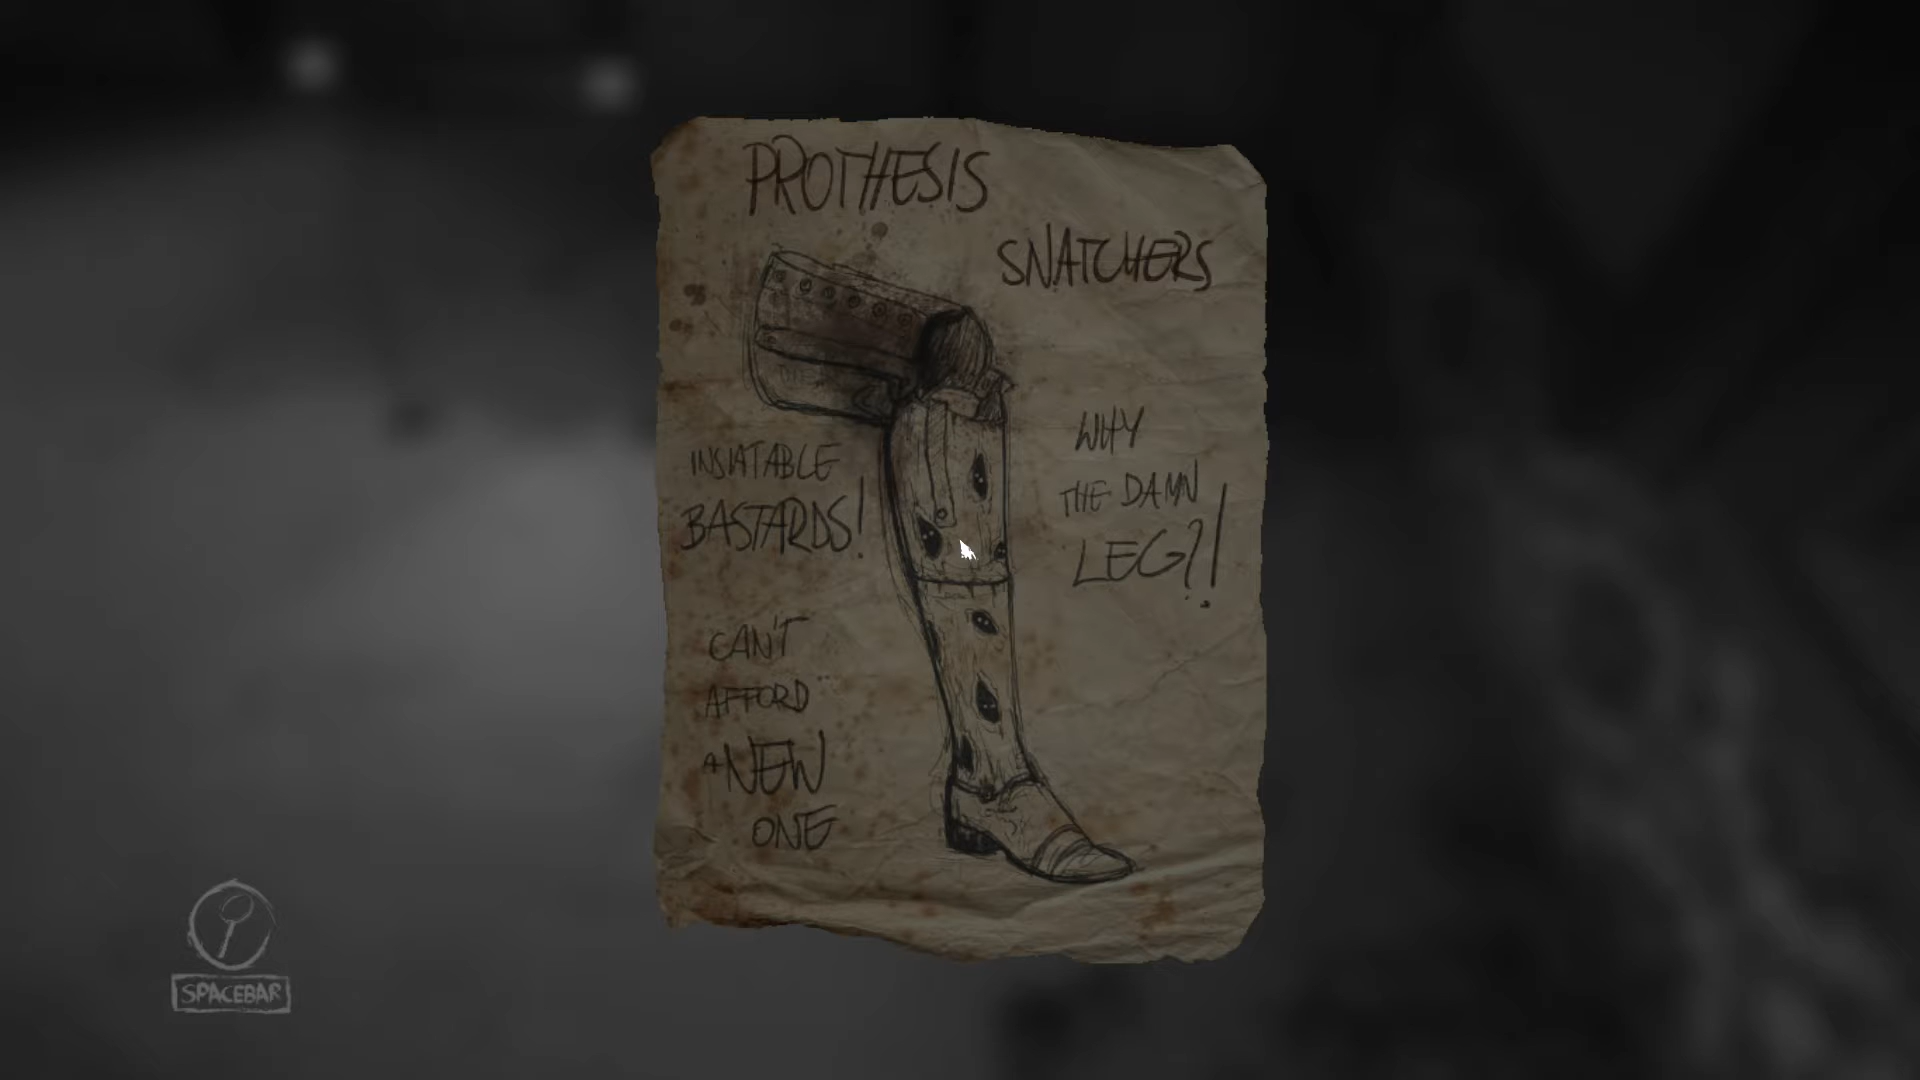 PROTHESIS
SNATCHERS
INSIATABLE
BASTARDS!
WHY
THE DAMN
LEG?!
CAN'T
AFFORD
A NEW
ONE
SPACEBAR